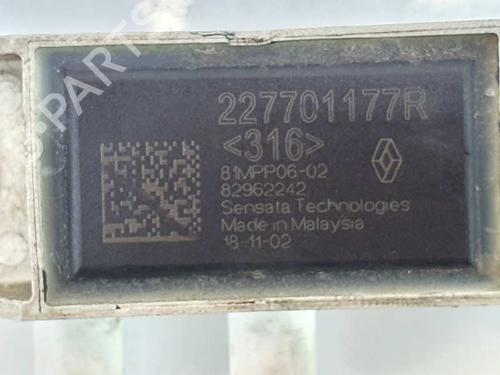 227701177R
<316>
81MPP06-02
82962242
Sensata Technologies
Made in Malaysia
18-11-02